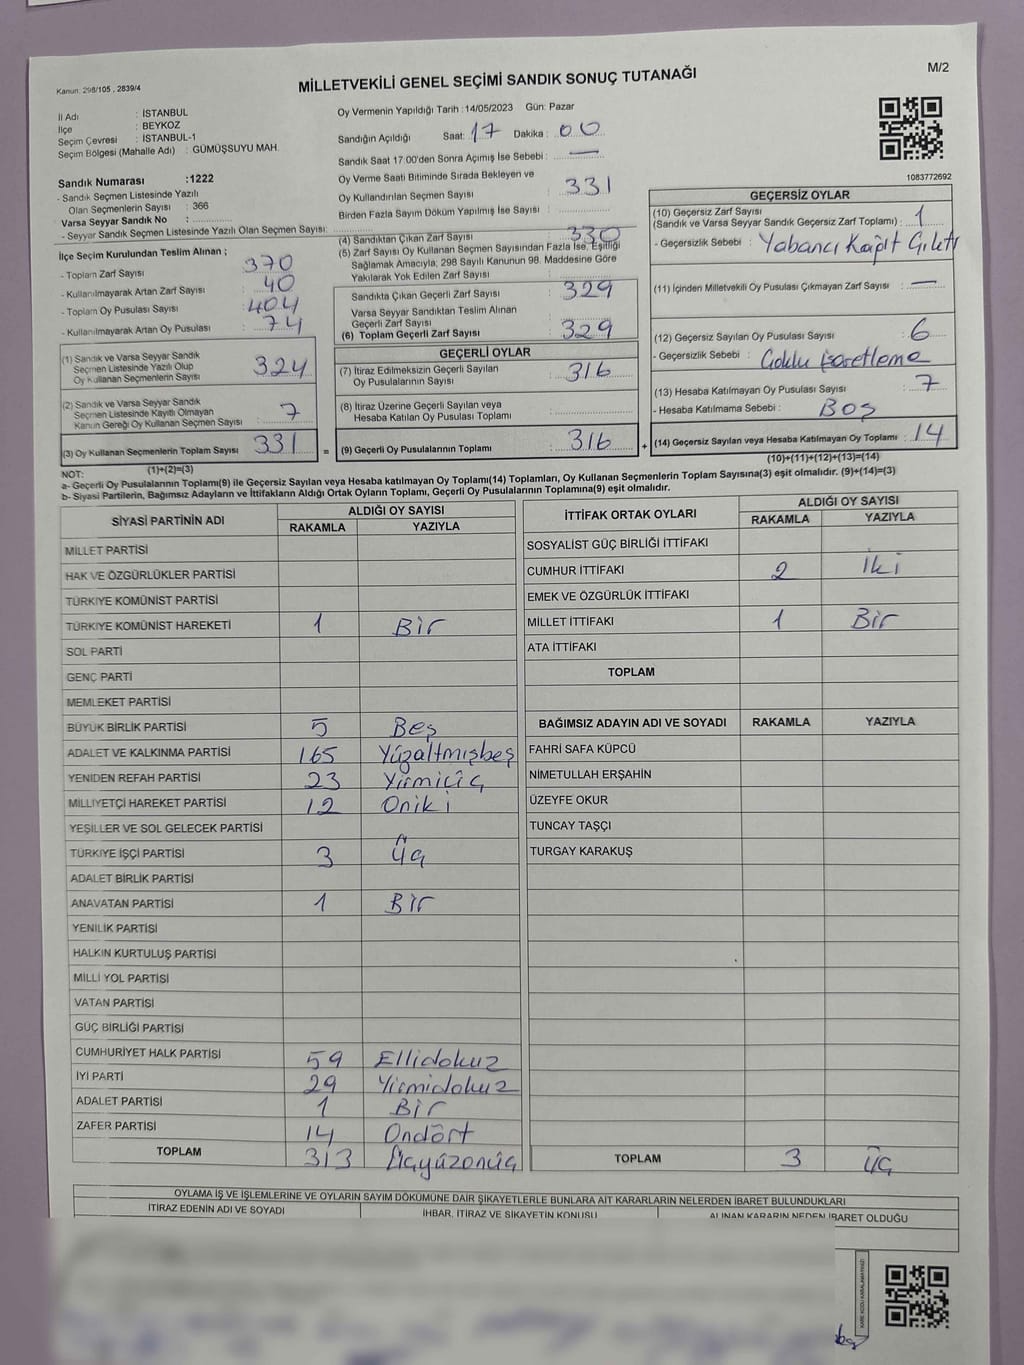 Kanun: 298/105 , 2839/4
MİLLETVEKİLİ GENEL SEÇİMİ SANDIK SONUÇ TUTANAĞI
M/2
İl Adı : İSTANBUL
İlçe : BEYKOZ
Seçim Çevresi : İSTANBUL-1
Seçim Bölgesi (Mahalle Adı) : GÜMÜŞSUYU MAH.
Sandık Numarası :1222
- Sandık Seçmen Listesinde Yazılı
Olan Seçmenlerin Sayısı : 366
Varsa Seyyar Sandık No :
- Seyyar Sandık Seçmen Listesinde Yazılı Olan Seçmen Sayısı:
İlçe Seçim Kurulundan Teslim Alınan ;
- Toplam Zarf Sayısı : 370
- Kullanılmayarak Artan Zarf Sayısı : 40
- Toplam Oy Pusulası Sayısı : 404
- Kullanılmayarak Artan Oy Pusulası : 74
(1) Sandık ve Varsa Seyyar Sandık
Seçmen Listesinde Yazılı Olup
Oy Kullanan Seçmenlerin Sayısı : 324
(2) Sandık ve Varsa Seyyar Sandık
Seçmen Listesinde Kayıtlı Olmayan
Kanun Gereği Oy Kullanan Seçmen Sayısı : 7
(3) Oy Kullanan Seçmenlerin Toplam Sayısı : 331
(1)+(2)=(3)
Oy Vermenin Yapıldığı Tarih :14/05/2023 Gün: Pazar
Sandığın Açıldığı Saat: 17 Dakika : 00
Sandık Saat 17.00'den Sonra Açımış İse Sebebi : —
Oy Verme Saati Bitiminde Sırada Bekleyen ve
Oy Kullandırılan Seçmen Sayısı : 331
Birden Fazla Sayım Döküm Yapılmış İse Sayısı :
(4) Sandıktan Çıkan Zarf Sayısı : 330
(5) Zarf Sayısı Oy Kullanan Seçmen Sayısından Fazla İse, Eşitliği
Sağlamak Amacıyla, 298 Sayılı Kanunun 98. Maddesine Göre
Yakılarak Yok Edilen Zarf Sayısı :
Sandıkta Çıkan Geçerli Zarf Sayısı : 329
Varsa Seyyar Sandıktan Teslim Alınan
Geçerli Zarf Sayısı :
(6) Toplam Geçerli Zarf Sayısı : 329
GEÇERLİ OYLAR
(7) İtiraz Edilmeksizin Geçerli Sayılan
Oy Pusulalarının Sayısı : 316
(8) İtiraz Üzerine Geçerli Sayılan veya
Hesaba Katılan Oy Pusulası Toplamı :
= (9) Geçerli Oy Pusulalarının Toplamı : 316 +
1083772692
GEÇERSİZ OYLAR
(10) Geçersiz Zarf Sayısı
(Sandık ve Varsa Seyyar Sandık Geçersiz Zarf Toplamı) : 1
- Geçersizlik Sebebi : Yabancı Kağıt Çıktı
(11) İçinden Milletvekili Oy Pusulası Çıkmayan Zarf Sayısı : —
(12) Geçersiz Sayılan Oy Pusulası Sayısı : 6
- Geçersizlik Sebebi : Çoklu İşaretleme
(13) Hesaba Katılmayan Oy Pusulası Sayısı : 7
- Hesaba Katılmama Sebebi : Boş
(14) Geçersiz Sayılan veya Hesaba Katılmayan Oy Toplamı : 14
(10)+(11)+(12)+(13)=(14)
NOT:
a- Geçerli Oy Pusulalarının Toplamı(9) ile Geçersiz Sayılan veya Hesaba katılmayan Oy Toplamı(14) Toplamları, Oy Kullanan Seçmenlerin Toplam Sayısına(3) eşit olmalıdır. (9)+(14)=(3)
b- Siyasi Partilerin, Bağımsız Adayların ve İttifakların Aldığı Ortak Oyların Toplamı, Geçerli Oy Pusulalarının Toplamına(9) eşit olmalıdır.
SİYASİ PARTİNİN ADI ALDIĞI OY SAYISI
RAKAMLA YAZIYLA
MİLLET PARTİSİ
HAK VE ÖZGÜRLÜKLER PARTİSİ
TÜRKİYE KOMÜNİST PARTİSİ
TÜRKİYE KOMÜNİST HAREKETİ 1 Bir
SOL PARTİ
GENÇ PARTİ
MEMLEKET PARTİSİ
BÜYÜK BİRLİK PARTİSİ 5 Beş
ADALET VE KALKINMA PARTİSİ 165 Yüzaltmışbeş
YENİDEN REFAH PARTİSİ 23 Yirmiüç
MİLLİYETÇİ HAREKET PARTİSİ 12 Oniki
YEŞİLLER VE SOL GELECEK PARTİSİ
TÜRKİYE İŞÇİ PARTİSİ 3 Üç
ADALET BİRLİK PARTİSİ
ANAVATAN PARTİSİ 1 Bir
YENİLİK PARTİSİ
HALKIN KURTULUŞ PARTİSİ
MİLLİ YOL PARTİSİ
VATAN PARTİSİ
GÜÇ BİRLİĞİ PARTİSİ
CUMHURİYET HALK PARTİSİ 59 Ellidokuz
İYİ PARTİ 29 Yirmidokuz
ADALET PARTİSİ 1 Bir
ZAFER PARTİSİ 14 Ondört
TOPLAM 313 Üçyüzonüç
İTTİFAK ORTAK OYLARI ALDIĞI OY SAYISI
RAKAMLA YAZIYLA
SOSYALİST GÜÇ BİRLİĞİ İTTİFAKI
CUMHUR İTTİFAKI 2 İki
EMEK VE ÖZGÜRLÜK İTTİFAKI
MİLLET İTTİFAKI 1 Bir
ATA İTTİFAKI
TOPLAM
BAĞIMSIZ ADAYIN ADI VE SOYADI RAKAMLA YAZIYLA
FAHRİ SAFA KÜPCÜ
NİMETULLAH ERŞAHİN
ÜZEYFE OKUR
TUNCAY TAŞÇI
TURGAY KARAKUŞ
TOPLAM 3 Üç
OYLAMA İŞ VE İŞLEMLERİNE VE OYLARIN SAYIM DÖKÜMÜNE DAİR ŞİKAYETLERLE BUNLARA AİT KARARLARIN NELERDEN İBARET BULUNDUKLARI
İTİRAZ EDENİN ADI VE SOYADI İHBAR, İTİRAZ VE ŞİKAYETİN KONUSU ALINAN KARARIN NEDEN İBARET OLDUĞU